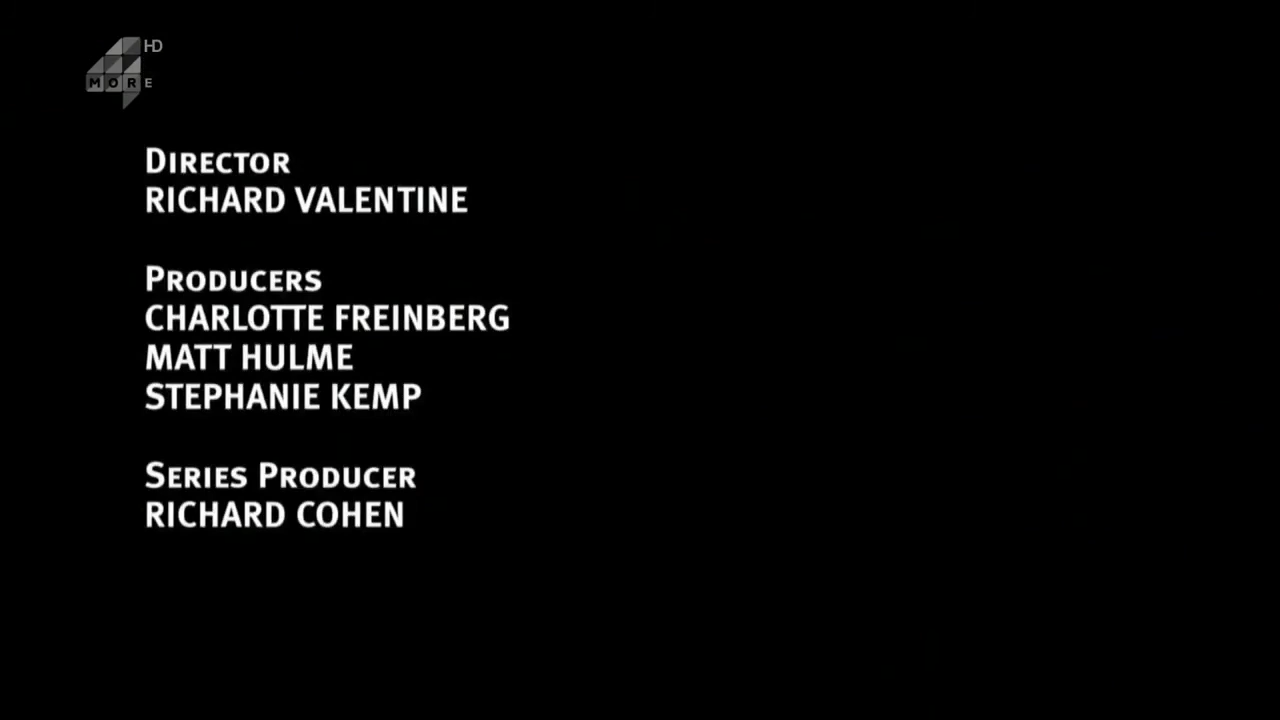 HD
MORE
DIRECTOR
RICHARD VALENTINE
PRODUCERS
CHARLOTTE FREINBERG
MATT HULME
STEPHANIE KEMP
SERIES PRODUCER
RICHARD COHEN